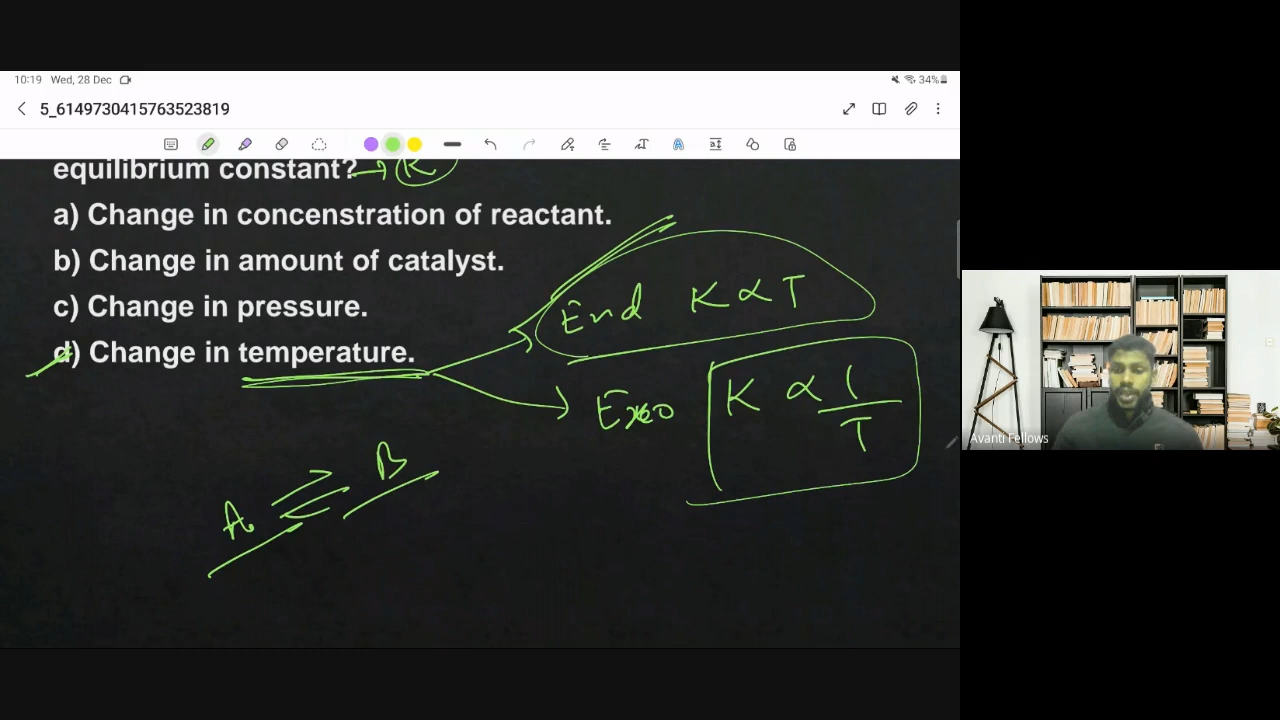 10:19 Wed, 28 Dec
34%
5_6149730415763523819
equilibrium constant? → K
a) Change in concenstration of reactant.
b) Change in amount of catalyst.
c) Change in pressure.
d) Change in temperature.
End K ∝ T
Exo K ∝ 1/T
A ⇌ B
Avanti Fellows